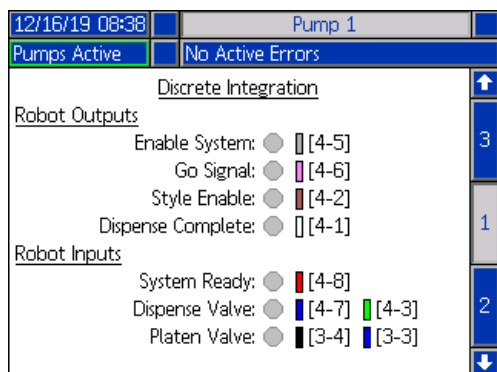 12/16/19 08:38 Pump 1
Pumps Active No Active Errors
Discrete Integration
Robot Outputs
3
Enable System: [4-5]
Go Signal: [4-6]
Style Enable: [4-2]
Dispense Complete: [4-1]
1
Robot Inputs
System Ready: [4-8]
Dispense Valve: [4-7] [4-3]
2
Platen Valve: [3-4] [3-3]